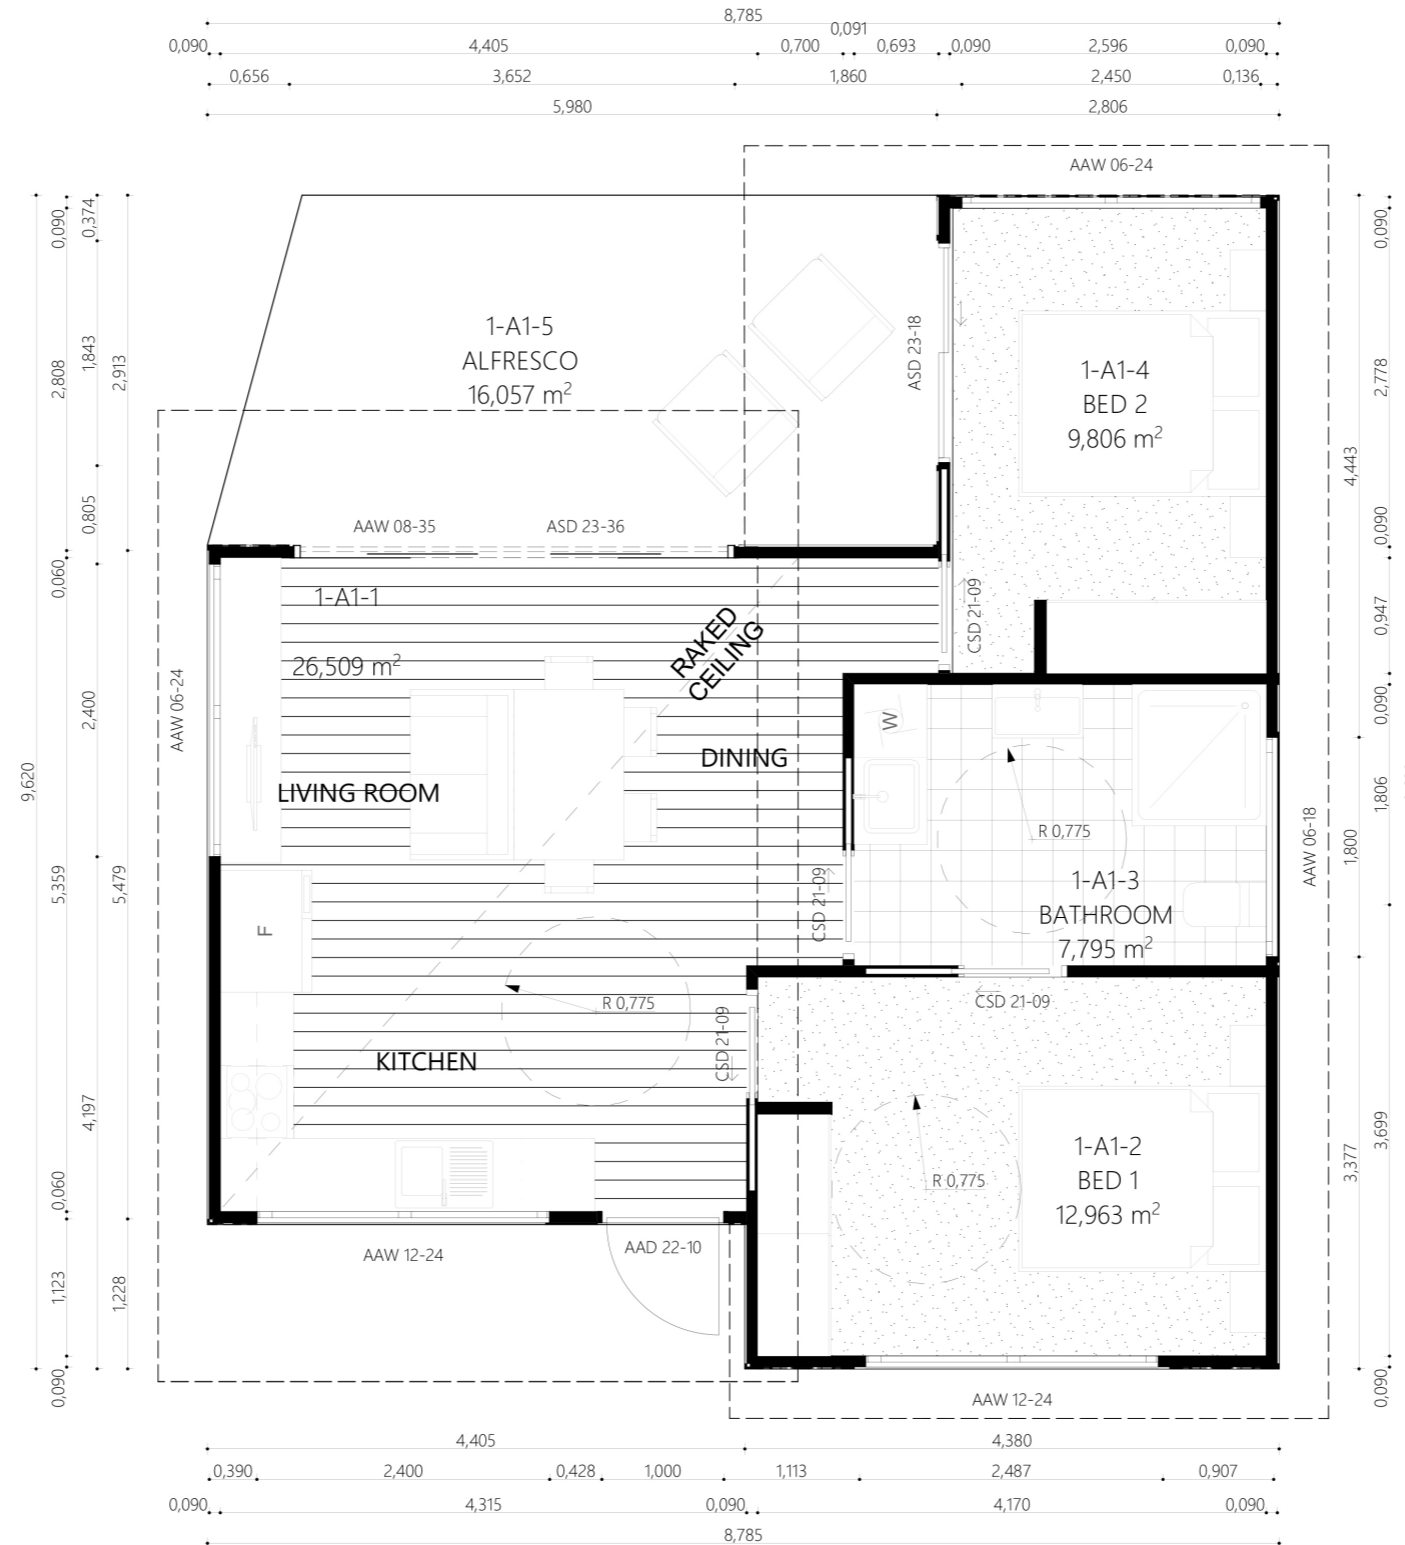 8,785
0,091
0,090 4,405 0,700 0,693 0,090 2,596 0,090
0,656 3,652 1,860 2,450 0,136
5,980 2,806
AAW 06-24
0,090
0,374
2,808
1,843
2,913
0,805
9,620
0,060
2,400
5,359
5,479
4,197
0,060
1,123
1,228
0,090
1-A1-5
ALFRESCO
16,057 m²
ASD 23-18
1-A1-4
BED 2
9,806 m²
0,090
2,778
4,443
0,090
0,947
0,090
1,806
1,800
3,699
3,377
0,090
AAW 08-35 ASD 23-36
1-A1-1
26,509 m²
RAKED
CEILING
CSD 21-09
AAW 06-24
W
DINING
LIVING ROOM
R 0,775
AAW 06-18
1-A1-3
BATHROOM
7,795 m²
CSD 21-09
F
R 0,775
CSD 21-09
CSD 21-09
KITCHEN
1-A1-2
BED 1
12,963 m²
R 0,775
AAW 12-24
AAD 22-10
AAW 12-24
4,405 4,380
0,390 2,400 0,428 1,000 1,113 2,487 0,907
0,090 4,315 0,090 4,170 0,090
8,785